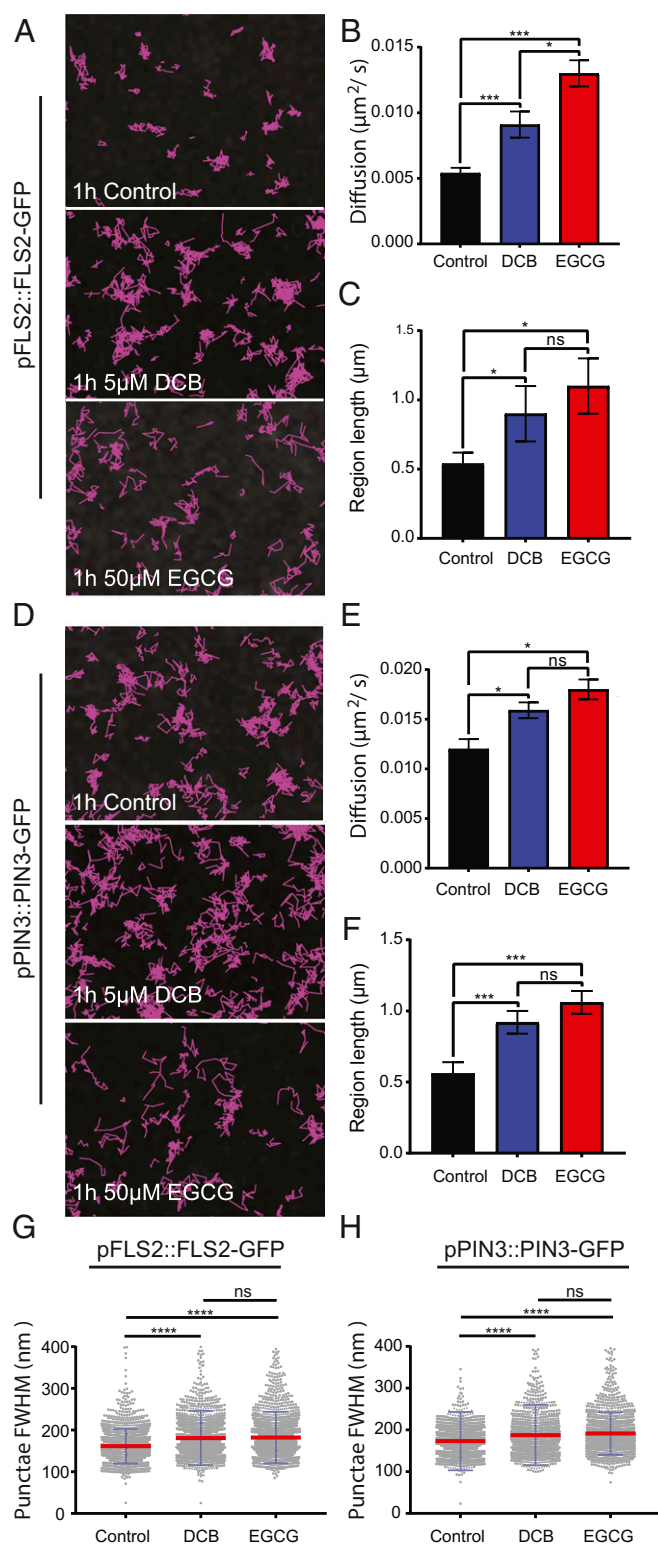 A
pFLS2::FLS2-GFP
1h Control
1h 5µM DCB
1h 50µM EGCG
B
Diffusion (µm²/ s)
0.015
0.010
0.005
0.000
***
*
***
Control DCB EGCG
C
Region length (µm)
1.5
1.0
0.5
0.0
*
ns
*
Control DCB EGCG
D
pPIN3::PIN3-GFP
1h Control
1h 5µM DCB
1h 50µM EGCG
E
Diffusion (µm²/ s)
0.020
0.015
0.010
0.005
0.000
*
ns
*
Control DCB EGCG
F
Region length (µm)
1.5
1.0
0.5
0.0
***
ns
***
Control DCB EGCG
G
pFLS2::FLS2-GFP
ns
****
****
Punctae FWHM (nm )
400
300
200
100
0
Control DCB EGCG
H
pPIN3::PIN3-GFP
ns
****
****
Punctae FWHM (nm )
400
300
200
100
0
Control DCB EGCG